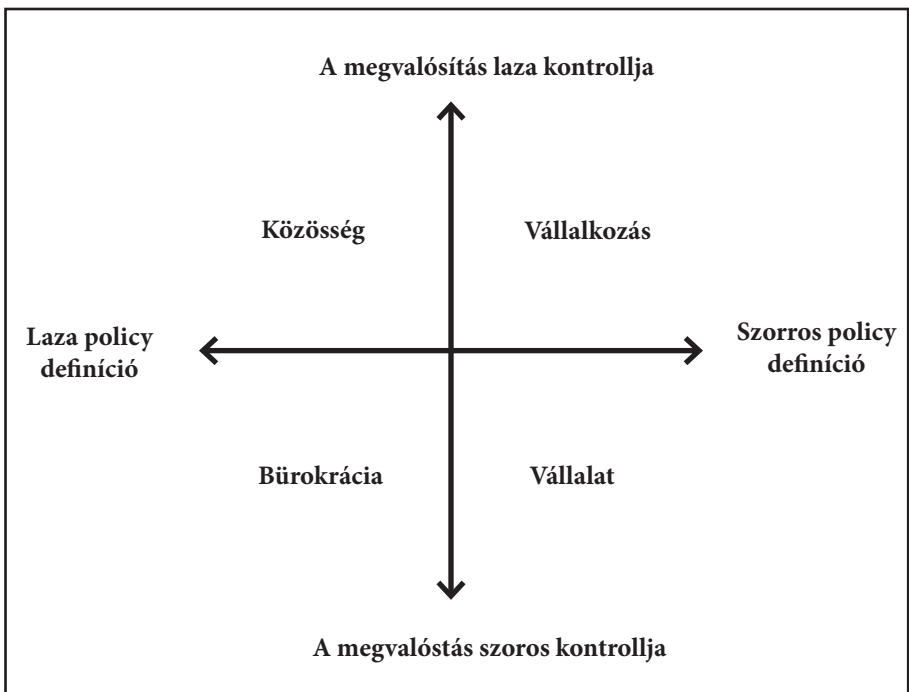 A megvalósítás laza kontrollja
Közösség
Vállalkozás
Laza policy
definíció
Szorros policy
definíció
Bürokrácia
Vállalat
A megvalóstás szoros kontrollja